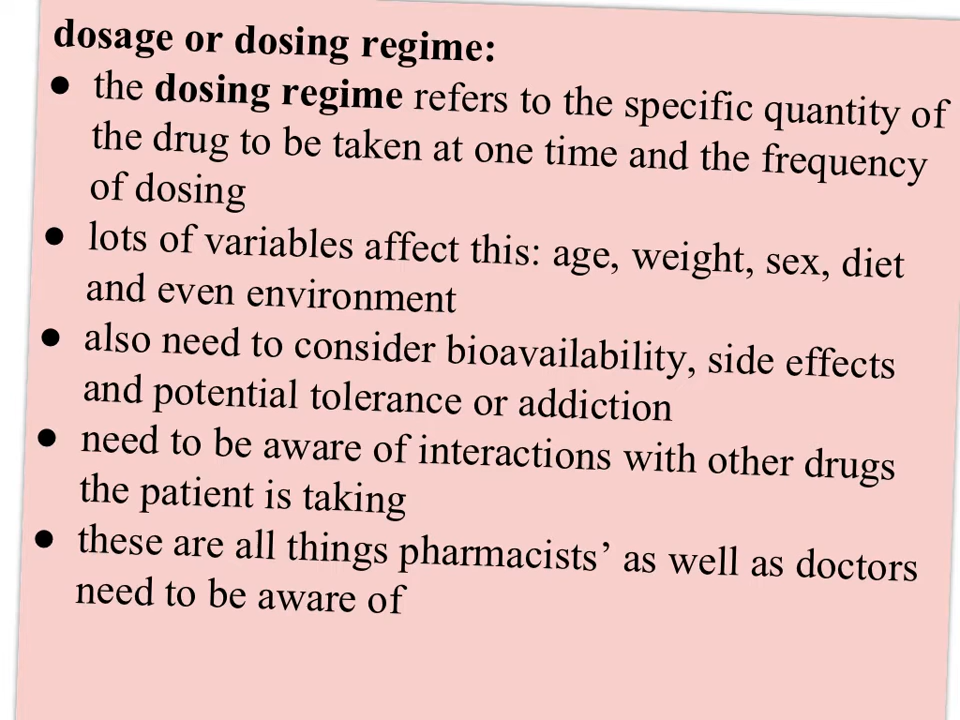 dosage or dosing regime:
● the dosing regime refers to the specific quantity of
the drug to be taken at one time and the frequency
of dosing
● lots of variables affect this: age, weight, sex, diet
and even environment
● also need to consider bioavailability, side effects
and potential tolerance or addiction
● need to be aware of interactions with other drugs
the patient is taking
● these are all things pharmacists’ as well as doctors
need to be aware of